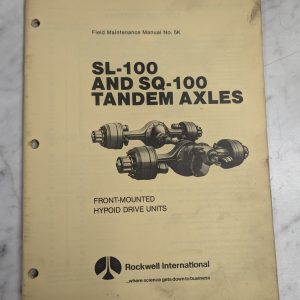 Field Maintenance Manual No. 5K
SL-100
AND SQ-100
TANDEM AXLES
FRONT-MOUNTED
HYPOID DRIVE UNITS
Rockwell International
...where science gets down to business